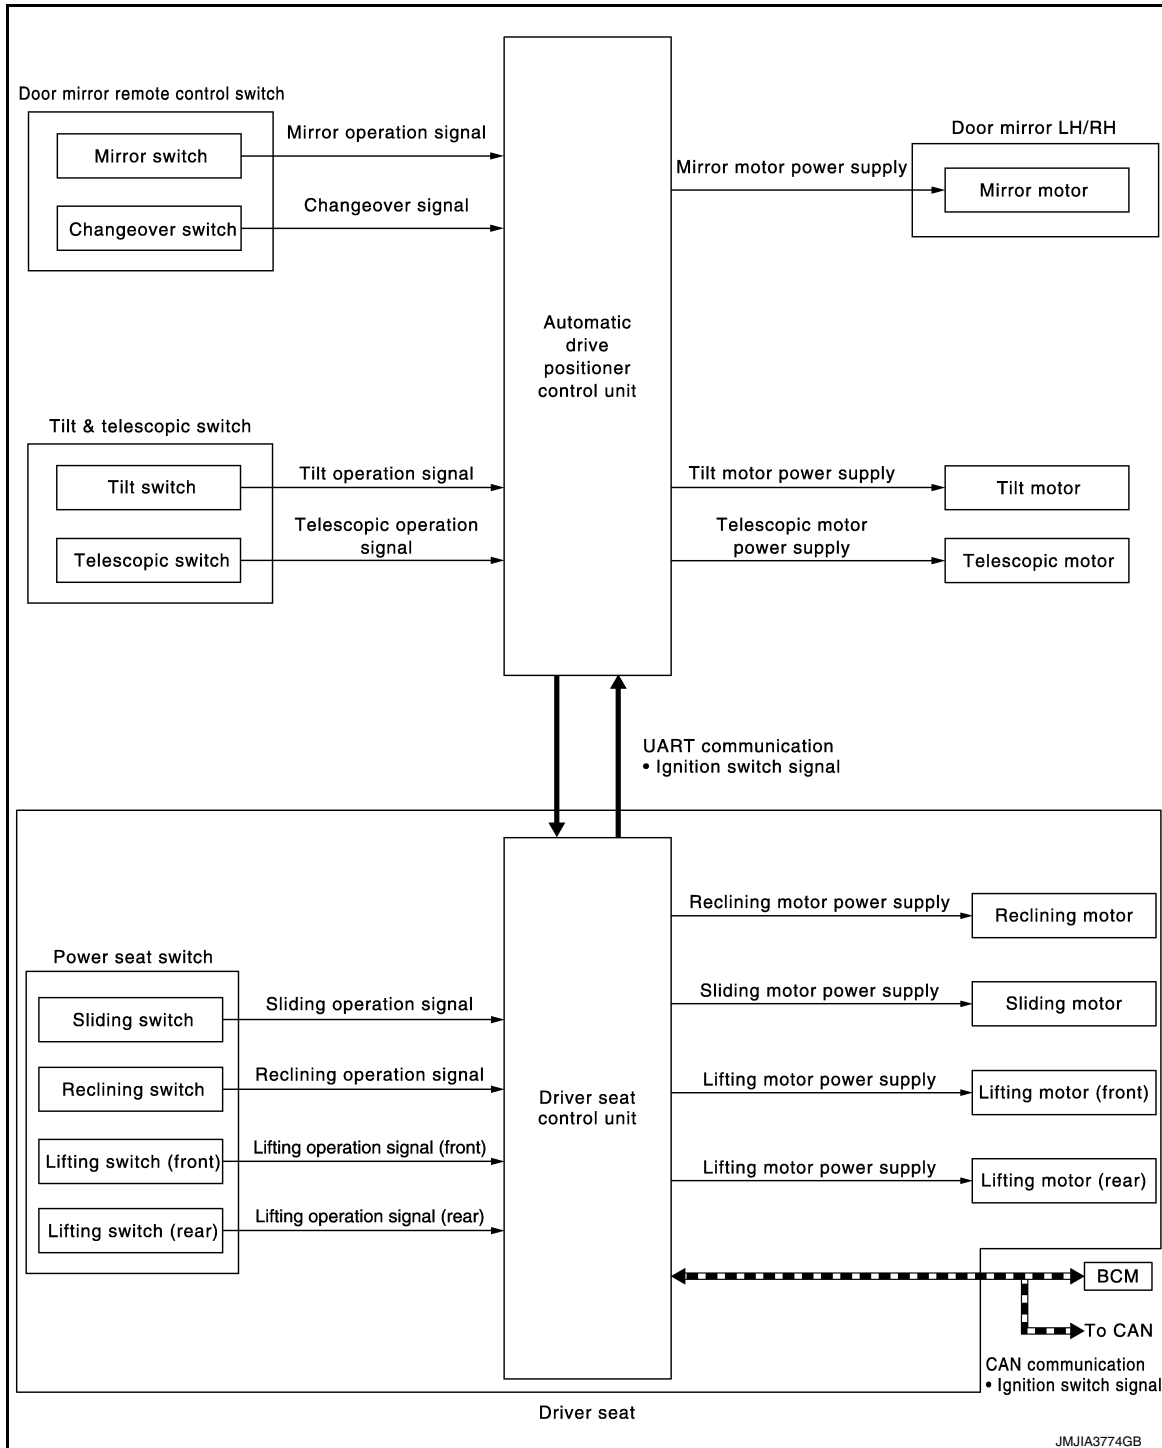 Door mirror remote control switch
Mirror switch
Mirror operation signal
Changeover switch
Changeover signal
Automatic
drive
positioner
control unit
Mirror motor power supply
Door mirror LH/RH
Mirror motor
Tilt & telescopic switch
Tilt switch
Tilt operation signal
Telescopic switch
Telescopic operation
signal
Tilt motor power supply
Tilt motor
Telescopic motor
power supply
Telescopic motor
UART communication
• Ignition switch signal
Power seat switch
Sliding switch
Sliding operation signal
Reclining switch
Reclining operation signal
Lifting switch (front)
Lifting operation signal (front)
Lifting switch (rear)
Lifting operation signal (rear)
Driver seat
control unit
Reclining motor power supply
Reclining motor
Sliding motor power supply
Sliding motor
Lifting motor power supply
Lifting motor (front)
Lifting motor power supply
Lifting motor (rear)
BCM
To CAN
CAN communication
• Ignition switch signal
Driver seat
JMJIA3774GB